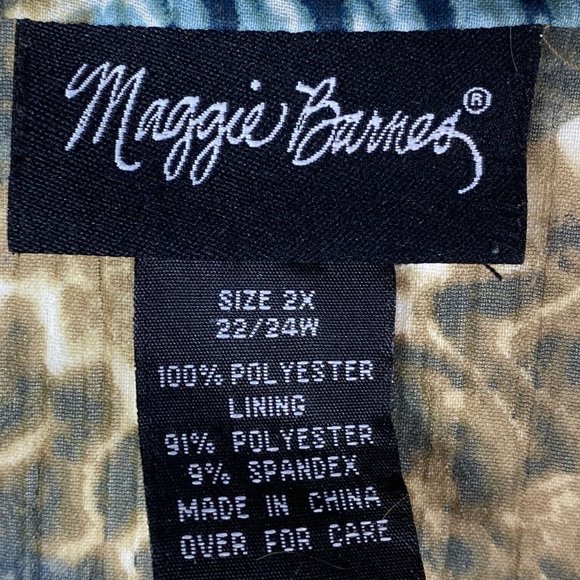 Maggie Barnes®
SIZE 2X
22/24W
100% POLYESTER
LINING
91% POLYESTER
9% SPANDEX
MADE IN CHINA
OVER FOR CARE